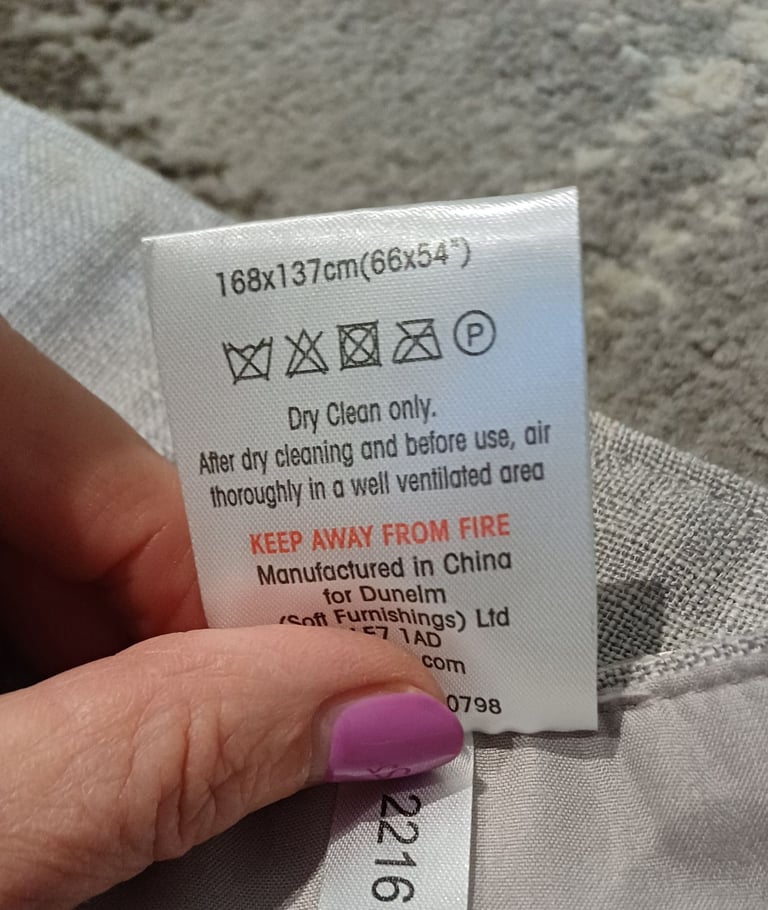 168x137cm(66x54")
P
Dry Clean only.
After dry cleaning and before use, air
thoroughly in a well ventilated area
KEEP AWAY FROM FIRE
Manufactured in China
for Dunelm
(Soft Furnishings) Ltd
LE7 1AD
com
0798
2216